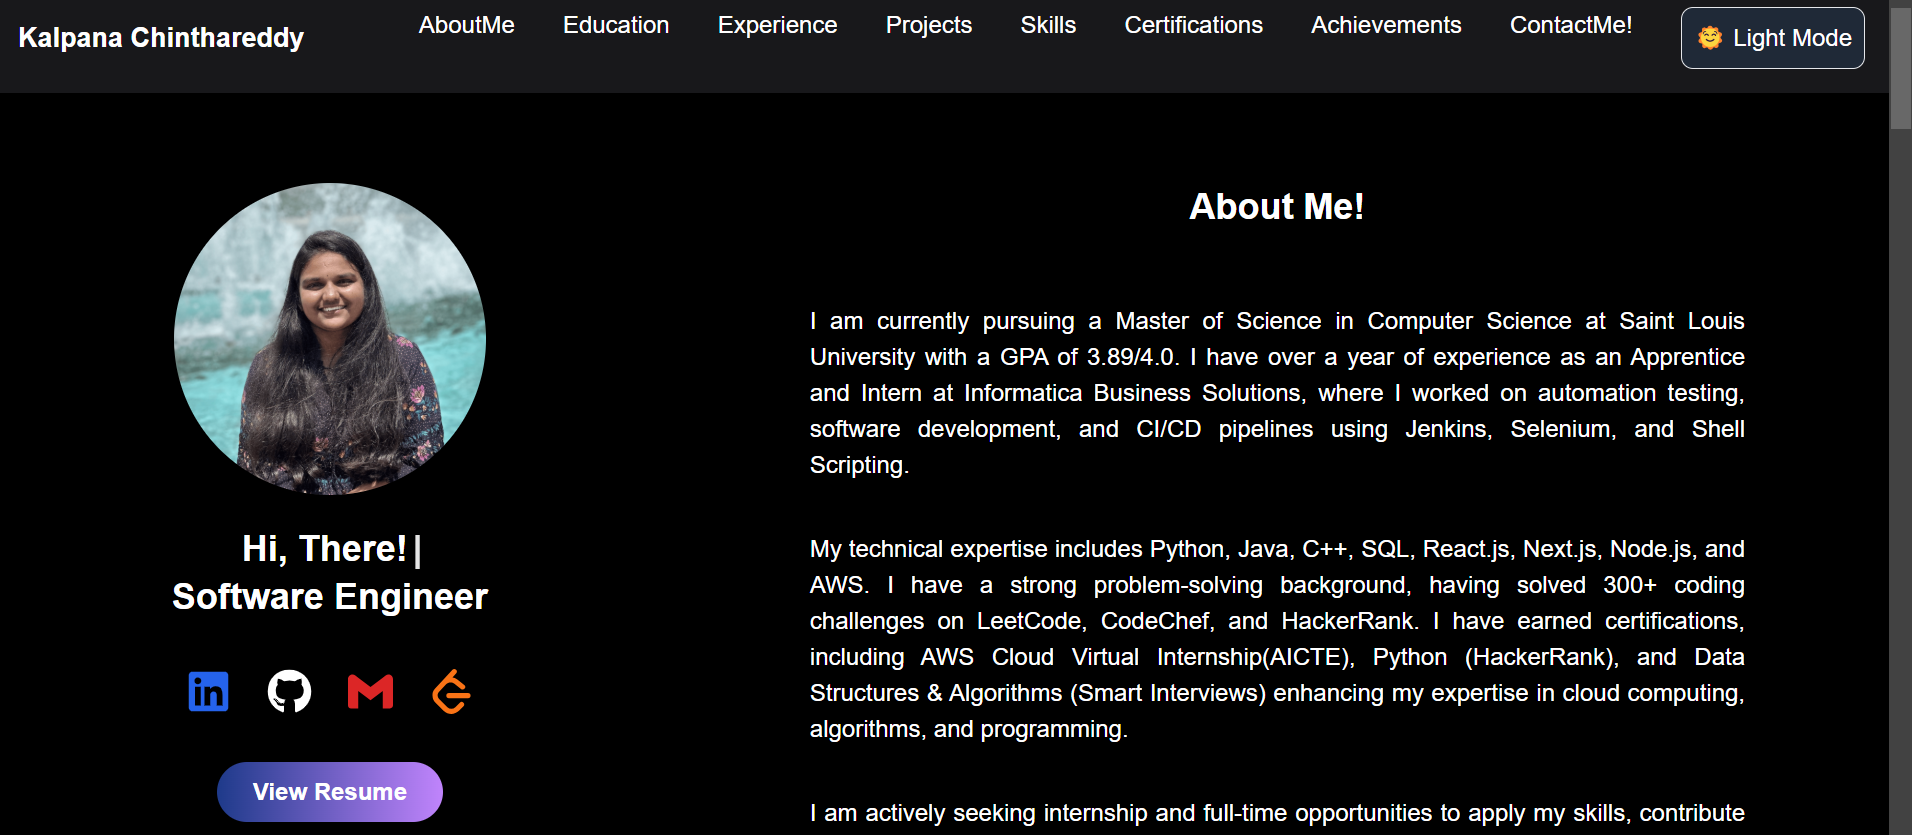 Kalpana Chinthareddy
AboutMe
Education
Experience
Projects
Skills
Certifications
Achievements
ContactMe!
🌞 Light Mode
Hi, There!|
Software Engineer
in
View Resume
About Me!
I am currently pursuing a Master of Science in Computer Science at Saint Louis
University with a GPA of 3.89/4.0. I have over a year of experience as an Apprentice
and Intern at Informatica Business Solutions, where I worked on automation testing,
software development, and CI/CD pipelines using Jenkins, Selenium, and Shell
Scripting.
My technical expertise includes Python, Java, C++, SQL, React.js, Next.js, Node.js, and
AWS. I have a strong problem-solving background, having solved 300+ coding
challenges on LeetCode, CodeChef, and HackerRank. I have earned certifications,
including AWS Cloud Virtual Internship(AICTE), Python (HackerRank), and Data
Structures & Algorithms (Smart Interviews) enhancing my expertise in cloud computing,
algorithms, and programming.
I am actively seeking internship and full-time opportunities to apply my skills, contribute